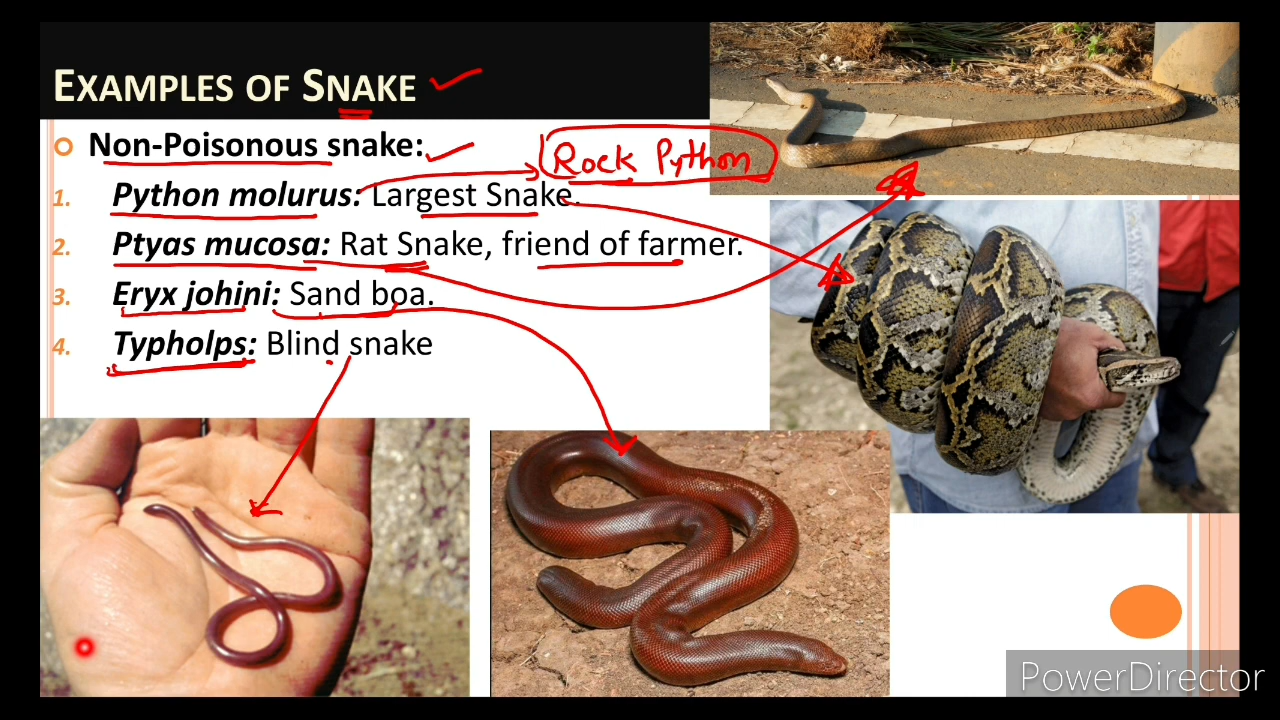 EXAMPLES OF SNAKE
Non-Poisonous snake:
Rock Python
1. Python molurus: Largest Snake.
2. Ptyas mucosa: Rat Snake, friend of farmer.
3. Eryx johini: Sand boa.
4. Typholps: Blind snake
PowerDirector